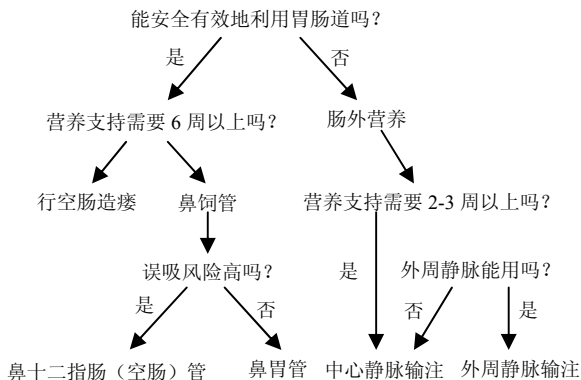 能安全有效地利用胃肠道吗？
是
否
营养支持需要 6 周以上吗？
肠外营养
行空肠造瘘
鼻饲管
营养支持需要 2-3 周以上吗？
误吸风险高吗？
是
外周静脉能用吗？
是
否
否
是
鼻十二指肠（空肠）管
鼻胃管
中心静脉输注
外周静脉输注